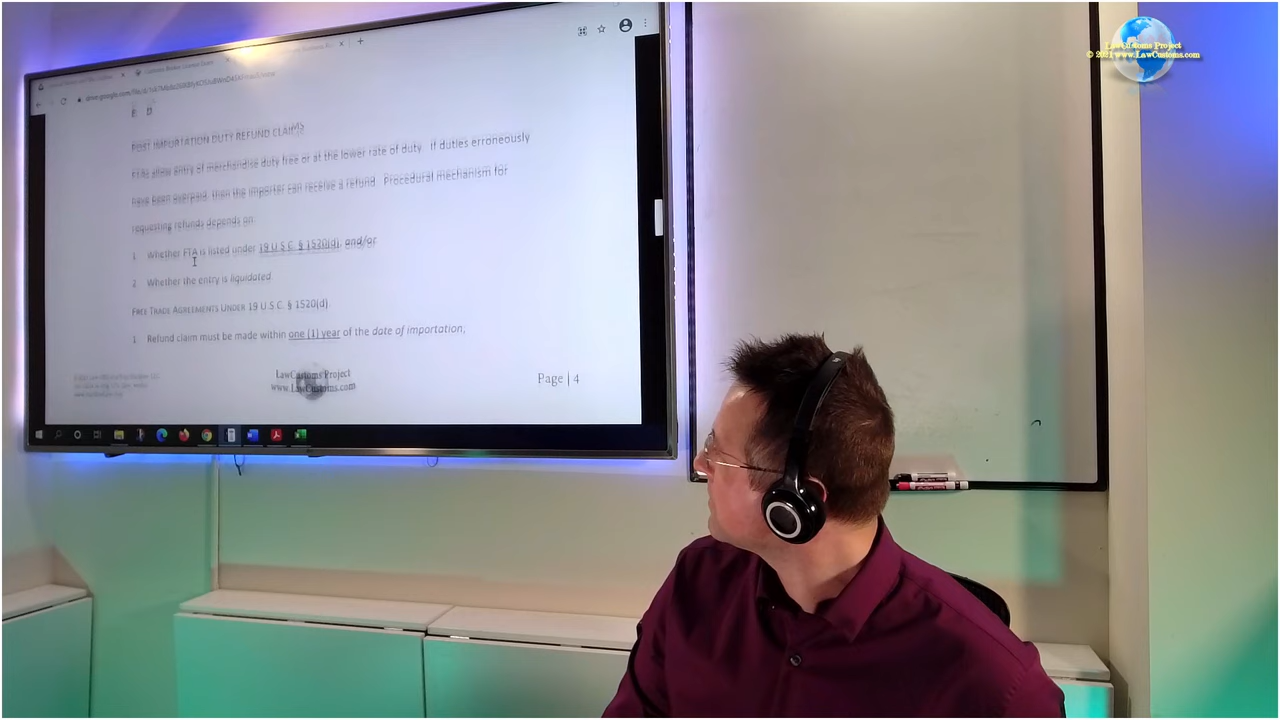 LawCustoms Project
© 2021 www.LawCustoms.com
POST IMPORTATION DUTY REFUND CLAIMS
FTAs allow entry of merchandise duty free or at the lower rate of duty. If duties erroneously
have been overpaid, then the importer can receive a refund. Procedural mechanism for
requesting refunds depends on:
1. Whether FTA is listed under 19 U.S.C. § 1520(d), and/or
2. Whether the entry is liquidated.
FREE TRADE AGREEMENTS UNDER 19 U.S.C. § 1520(d)
1. Refund claim must be made within one (1) year of the date of importation;
LawCustoms Project
www.LawCustoms.com
Page | 4